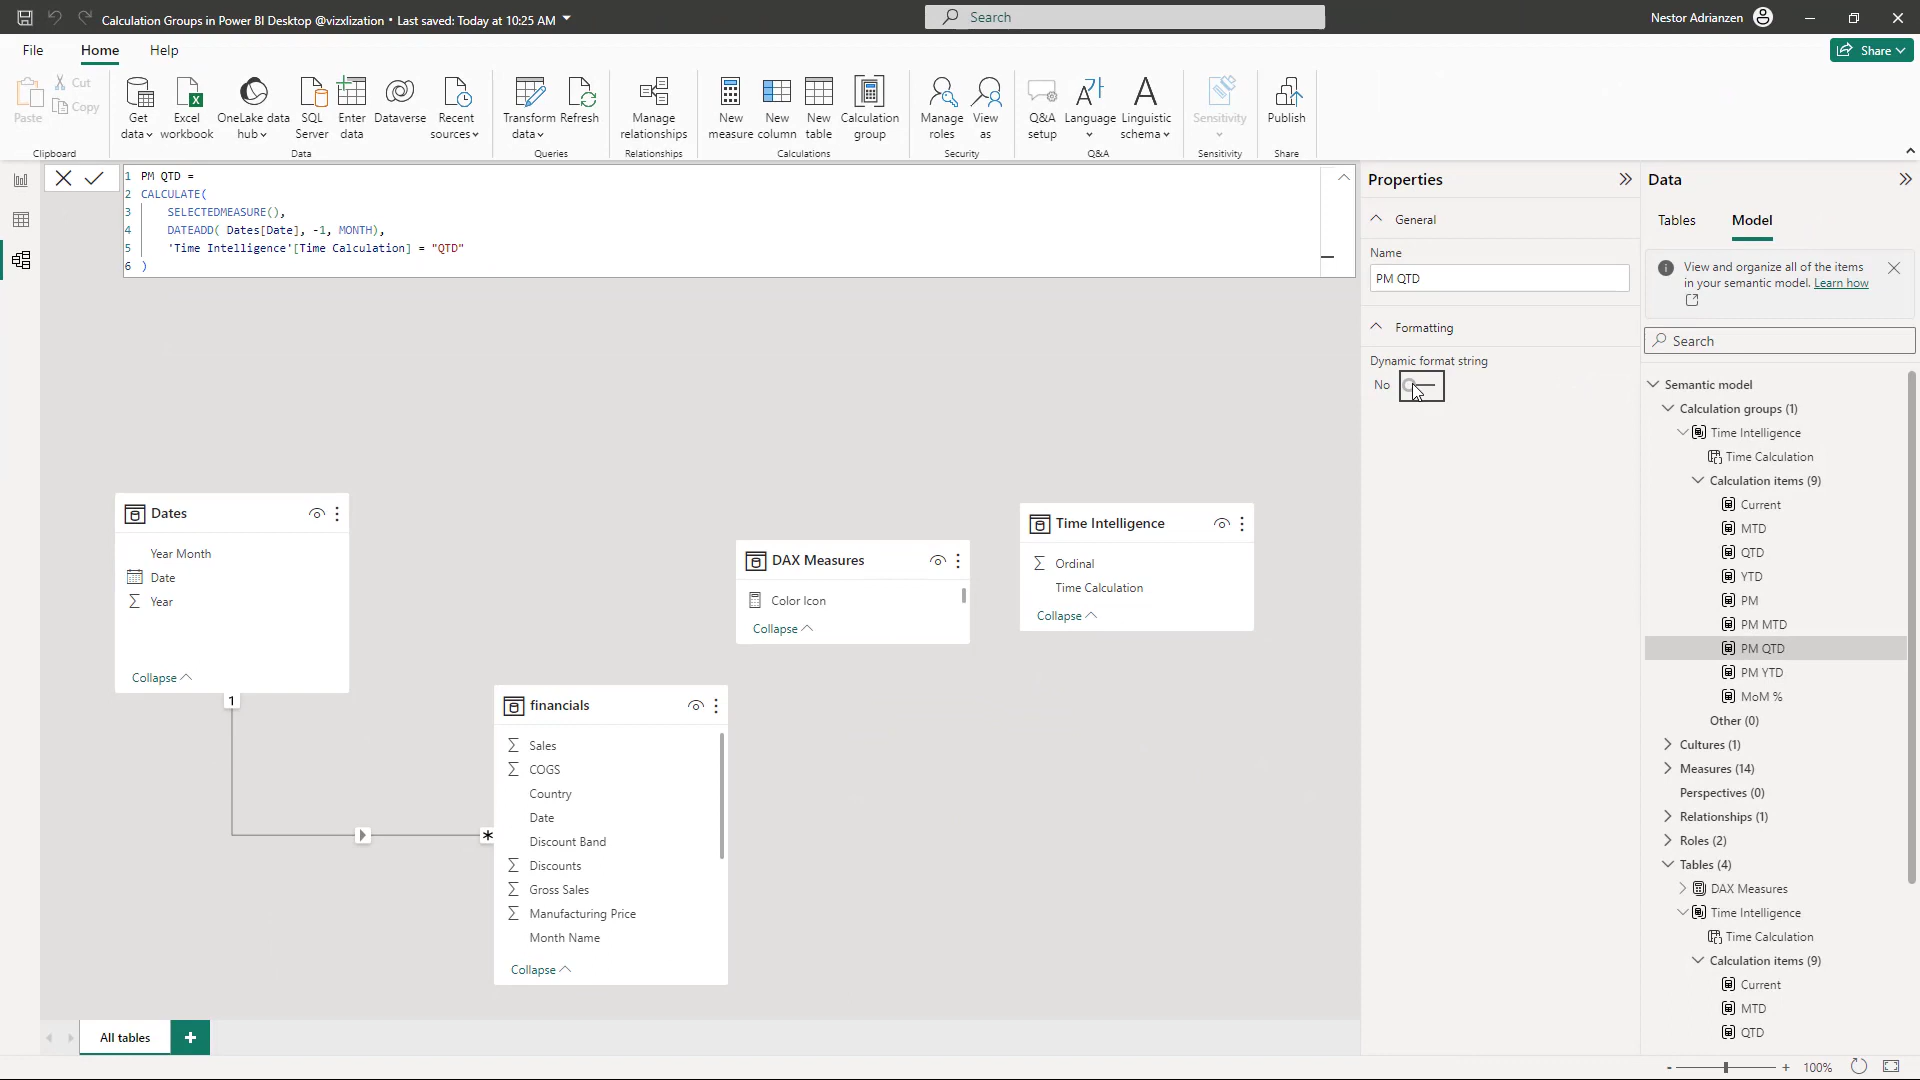 Calculation Groups in Power BI Desktop @vizxlization • Last saved: Today at 10:25 AM
Search
Nestor Adrianzen
File
Home
Help
Share
Paste
Cut
Copy
Clipboard
Get data
Excel workbook
OneLake data hub
SQL Server
Enter data
Dataverse
Recent sources
Data
Transform data
Refresh
Queries
Manage relationships
Relationships
New measure
New column
New table
Calculation group
Calculations
Manage roles
View as
Security
Q&A setup
Language
Linguistic schema
Q&A
Sensitivity
Sensitivity
Publish
Share
1 PM QTD =
2 CALCULATE(
3 SELECTEDMEASURE(),
4 DATEADD( Dates[Date], -1, MONTH),
5 'Time Intelligence'[Time Calculation] = "QTD"
6 )
Dates
Year Month
Date
Year
Collapse
1
*
financials
Sales
COGS
Country
Date
Discount Band
Discounts
Gross Sales
Manufacturing Price
Month Name
Collapse
DAX Measures
Color Icon
Collapse
Time Intelligence
Ordinal
Time Calculation
Collapse
All tables
+
Properties
General
Name
PM QTD
Formatting
Dynamic format string
No
Data
Tables
Model
View and organize all of the items
in your semantic model. Learn how
Search
Semantic model
Calculation groups (1)
Time Intelligence
Time Calculation
Calculation items (9)
Current
MTD
QTD
YTD
PM
PM MTD
PM QTD
PM YTD
MoM %
Other (0)
Cultures (1)
Measures (14)
Perspectives (0)
Relationships (1)
Roles (2)
Tables (4)
DAX Measures
Time Intelligence
Time Calculation
Calculation items (9)
Current
MTD
QTD
- + 100%